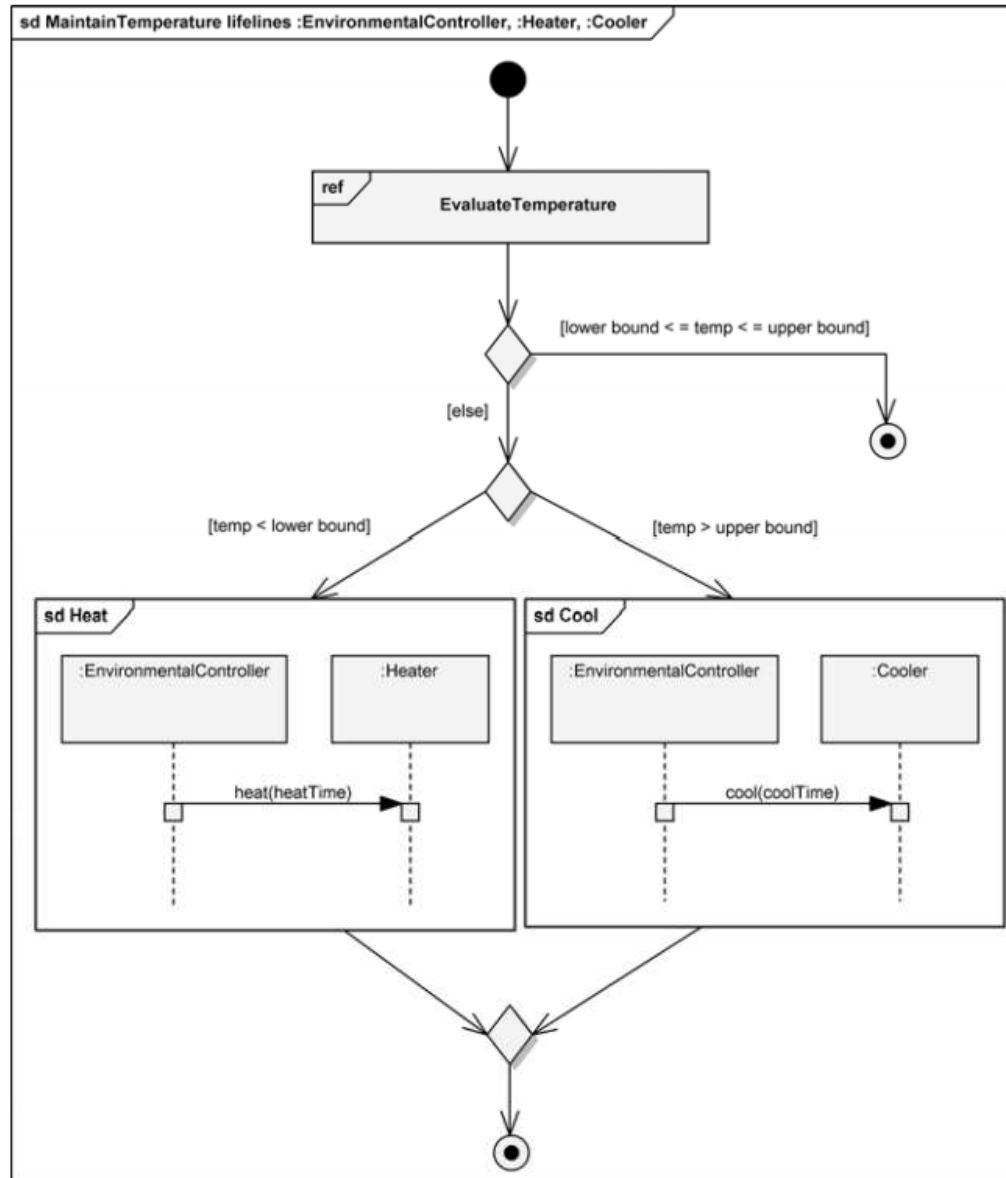 sd MaintainTemperature lifelines :EnvironmentalController, :Heater, :Cooler
ref
EvaluateTemperature
[lower bound < = temp < = upper bound]
[else]
[temp < lower bound]
[temp > upper bound]
sd Heat
:EnvironmentalController
:Heater
heat(heatTime)
sd Cool
:EnvironmentalController
:Cooler
cool(coolTime)